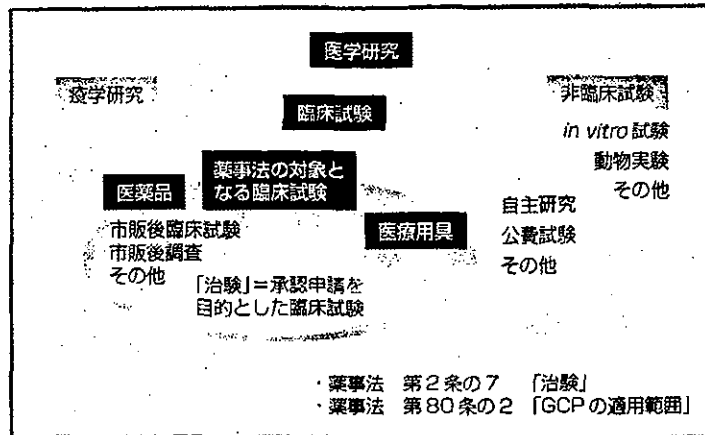 医学研究
疫学研究
非臨床試験
臨床試験
in vitro 試験
動物実験
その他
薬事法の対象と
なる臨床試験
医薬品
医療用具
自主研究
公費試験
その他
市販後臨床試験
市販後調査
その他
「治験」=承認申請を
目的とした臨床試験
・薬事法 第2条の7 「治験」
・薬事法 第80条の2 「GCPの適用範囲」